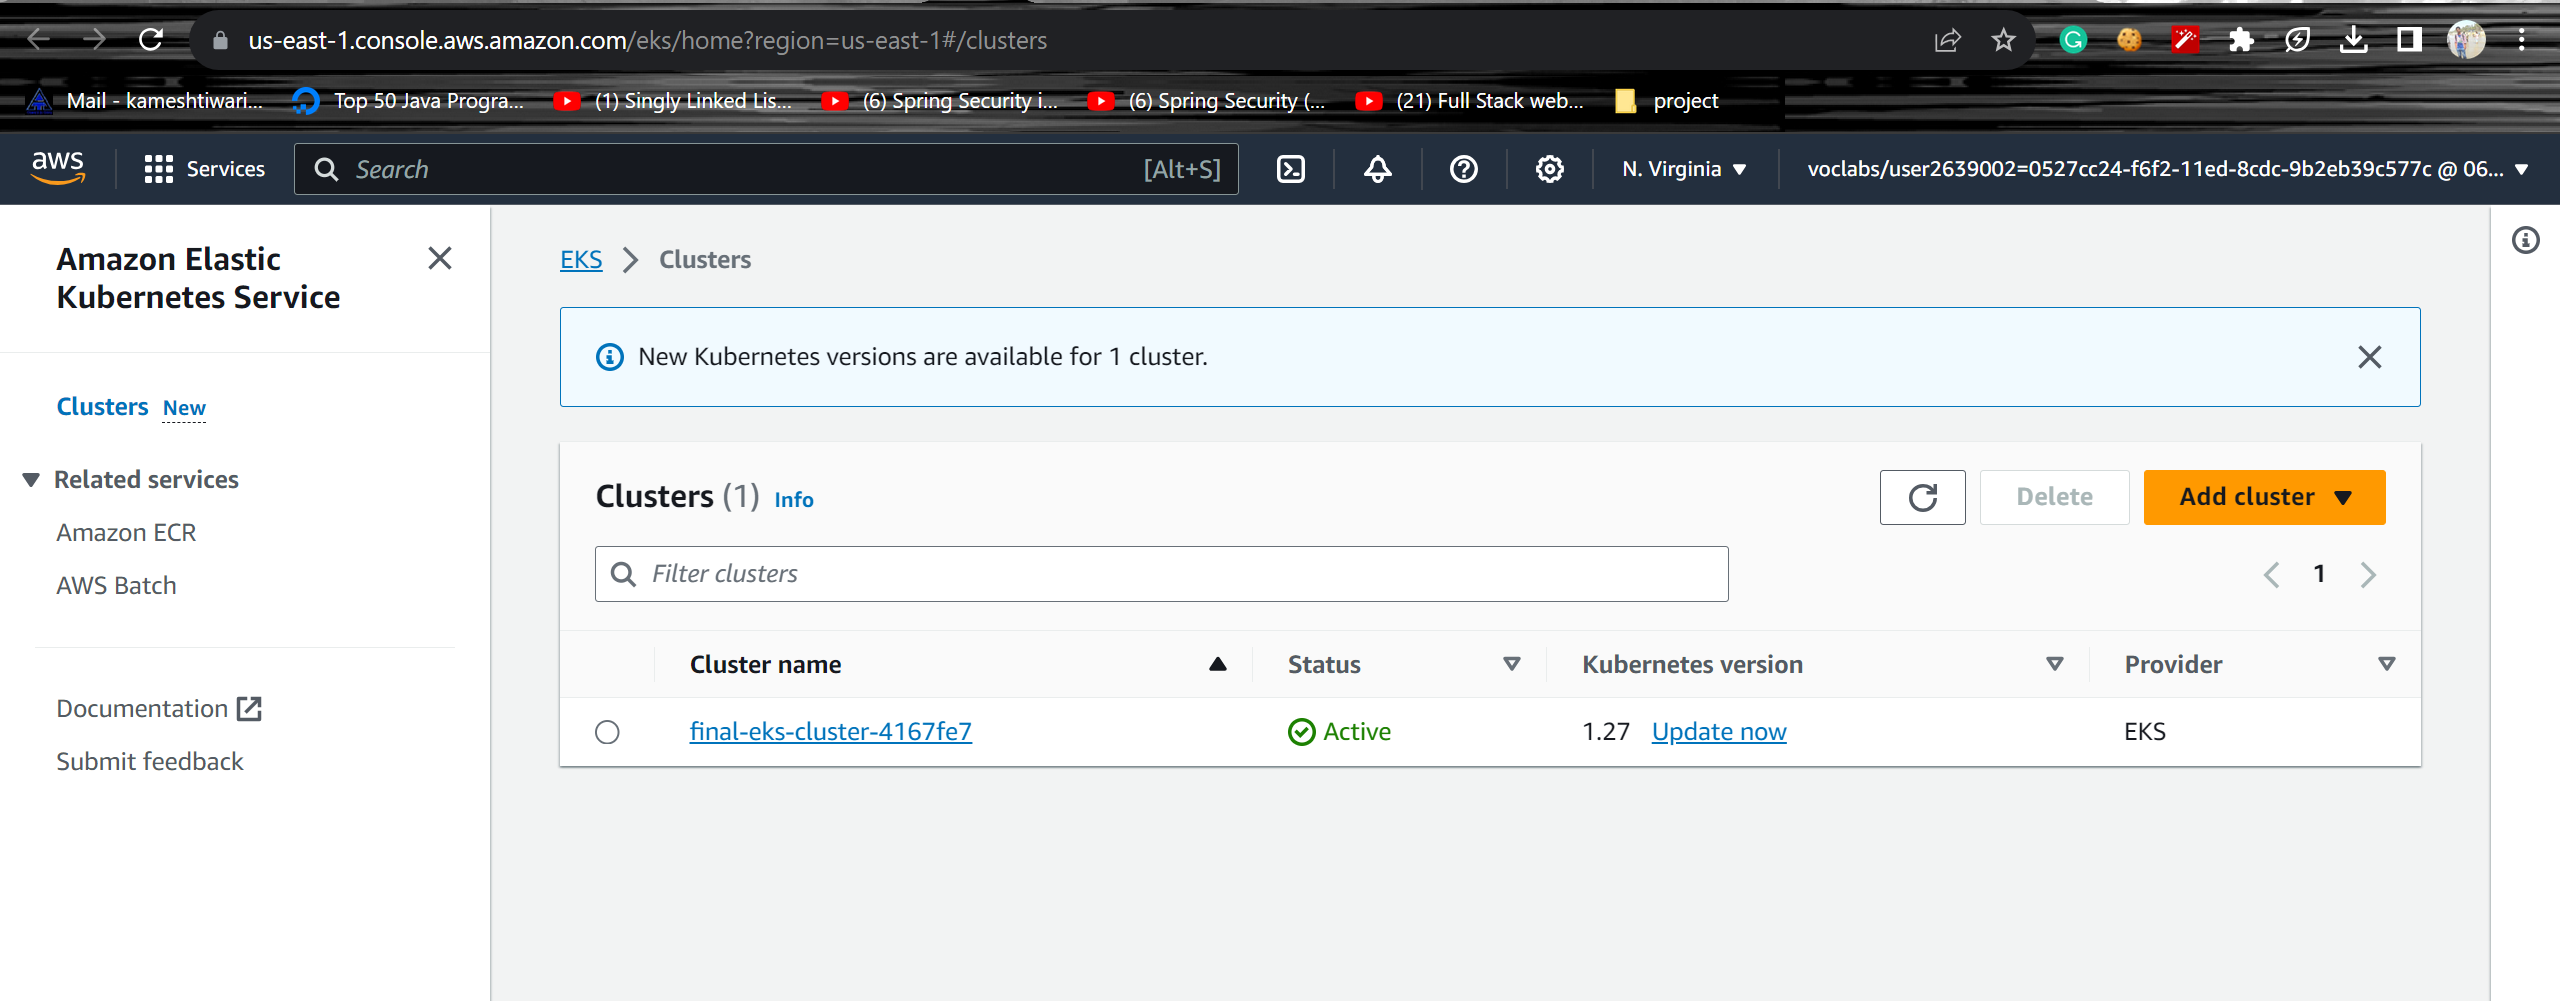 us-east-1.console.aws.amazon.com/eks/home?region=us-east-1#/clusters
Mail - kameshtiwari... Top 50 Java Progra... (1) Singly Linked Lis... (6) Spring Security i... (6) Spring Security (... (21) Full Stack web... project
aws Services Search [Alt+S] N. Virginia voclabs/user2639002=0527cc24-f6f2-11ed-8cdc-9b2eb39c577c @ 06...
Amazon Elastic
Kubernetes Service
Clusters New
Related services
Amazon ECR
AWS Batch
Documentation
Submit feedback
EKS > Clusters
New Kubernetes versions are available for 1 cluster.
Clusters (1) Info
Delete Add cluster
Filter clusters
1
Cluster name Status Kubernetes version Provider
final-eks-cluster-4167fe7 Active 1.27 Update now EKS